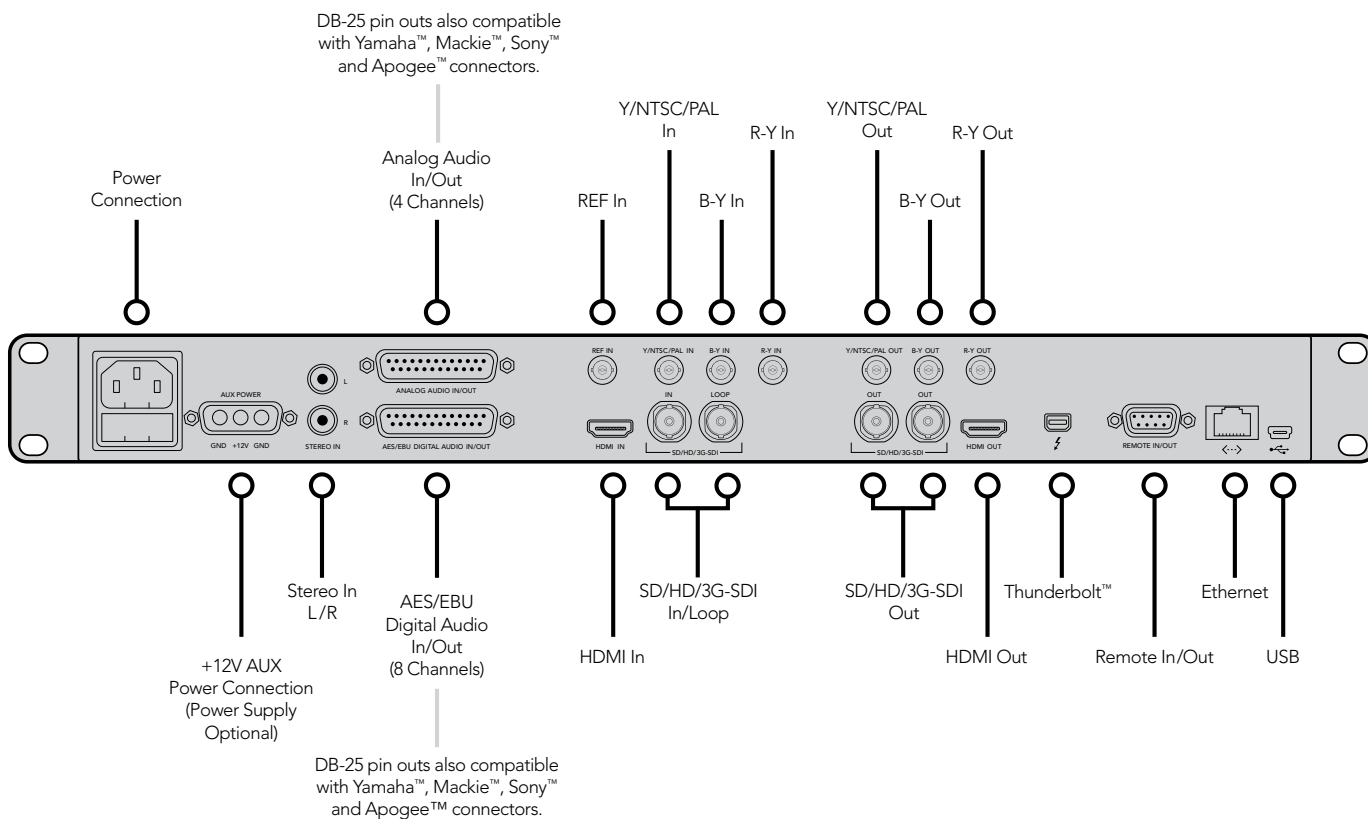 DB-25 pin outs also compatible
with Yamaha™, Mackie™, Sony™
and Apogee™ connectors.
Y/NTSC/PAL
In
Y/NTSC/PAL
Out
R-Y In
R-Y Out
Analog Audio
In/Out
(4 Channels)
Power
Connection
REF In
B-Y In
B-Y Out
REF IN
Y/NTSC/PAL IN
B-Y IN
R-Y IN
Y/NTSC/PAL OUT
B-Y OUT
R-Y OUT
L
ANALOG AUDIO IN/OUT
AUX POWER
IN
LOOP
OUT
OUT
R
GND +12V GND
STEREO IN
AES/EBU DIGITAL AUDIO IN/OUT
HDMI IN
SD/HD/3G-SDI
SD/HD/3G-SDI
HDMI OUT
REMOTE IN/OUT
Stereo In
L/R
AES/EBU
Digital Audio
In/Out
(8 Channels)
SD/HD/3G-SDI
In/Loop
SD/HD/3G-SDI
Out
Thunderbolt™
Ethernet
+12V AUX
Power Connection
(Power Supply
Optional)
HDMI In
HDMI Out
Remote In/Out
USB
DB-25 pin outs also compatible
with Yamaha™, Mackie™, Sony™
and Apogee™ connectors.